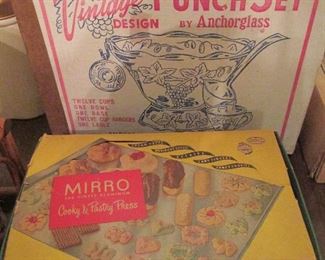 Vintage PUNCH SET
DESIGN BY Anchorglass®
TWELVE CUPS
ONE BOWL
ONE BASE
TWELVE CUP HANGERS
ONE LADLE
MIRRO
THE FINEST ALUMINUM
Cooky & Pastry Press